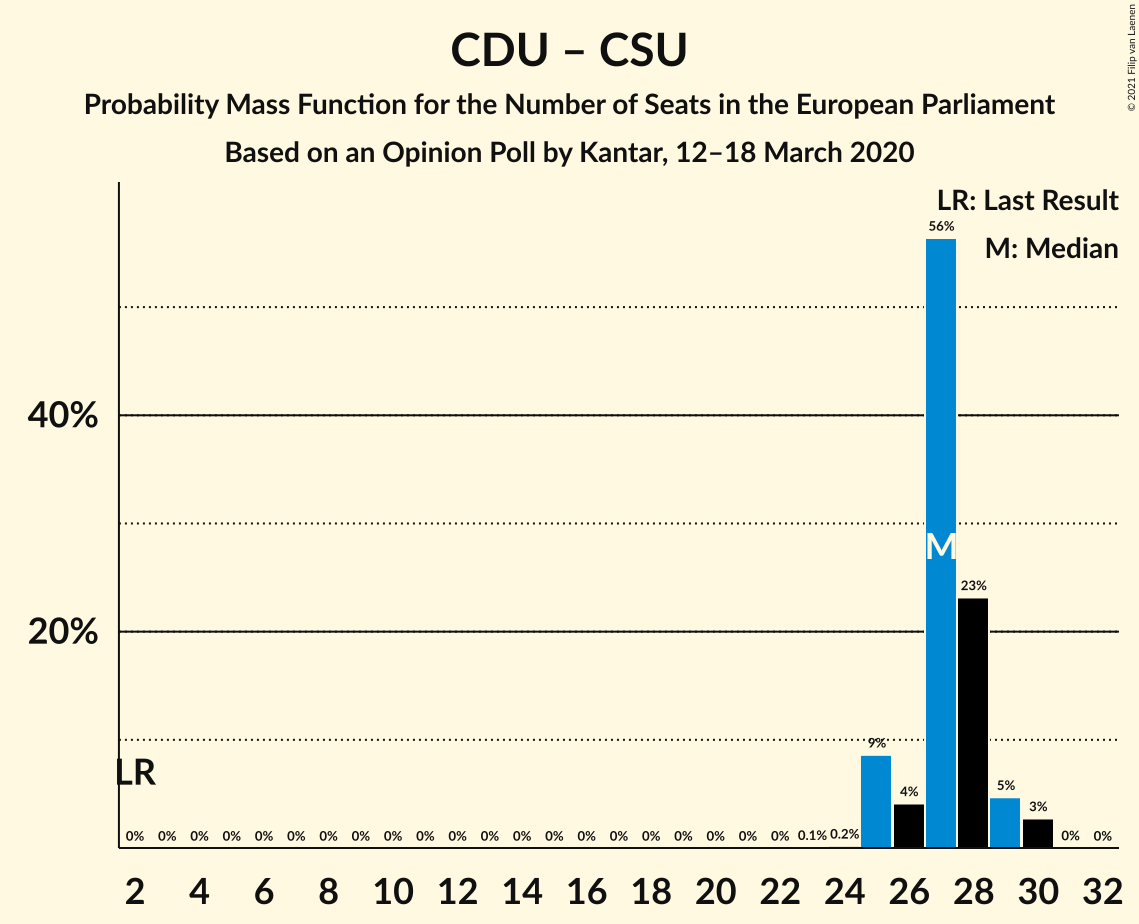 CDU – CSU
Probability Mass Function for the Number of Seats in the European Parliament
Based on an Opinion Poll by Kantar, 12–18 March 2020
© 2021 Filip van Laenen
LR: Last Result
M: Median
56%
40%
M
23%
20%
9%
LR
4%
5%
3%
0% 0% 0% 0% 0% 0% 0% 0% 0% 0% 0% 0% 0% 0% 0% 0% 0% 0% 0% 0% 0% 0.1% 0.2% 0% 0%
2 4 6 8 10 12 14 16 18 20 22 24 26 28 30 32